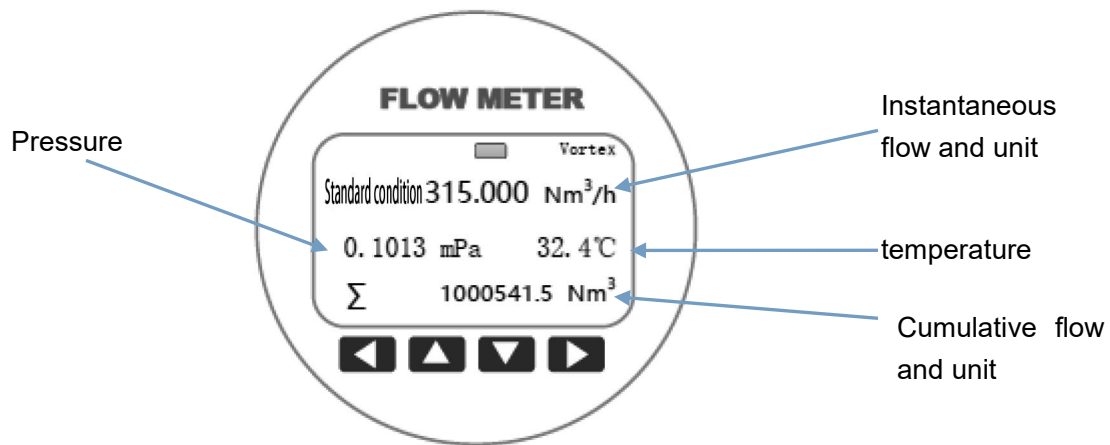 FLOW METER
Pressure
Instantaneous
flow and unit
Vortex
Standard condition 315.000 Nm³/h
0.1013 mPa 32.4℃
temperature
Σ 1000541.5 Nm³
Cumulative flow
and unit